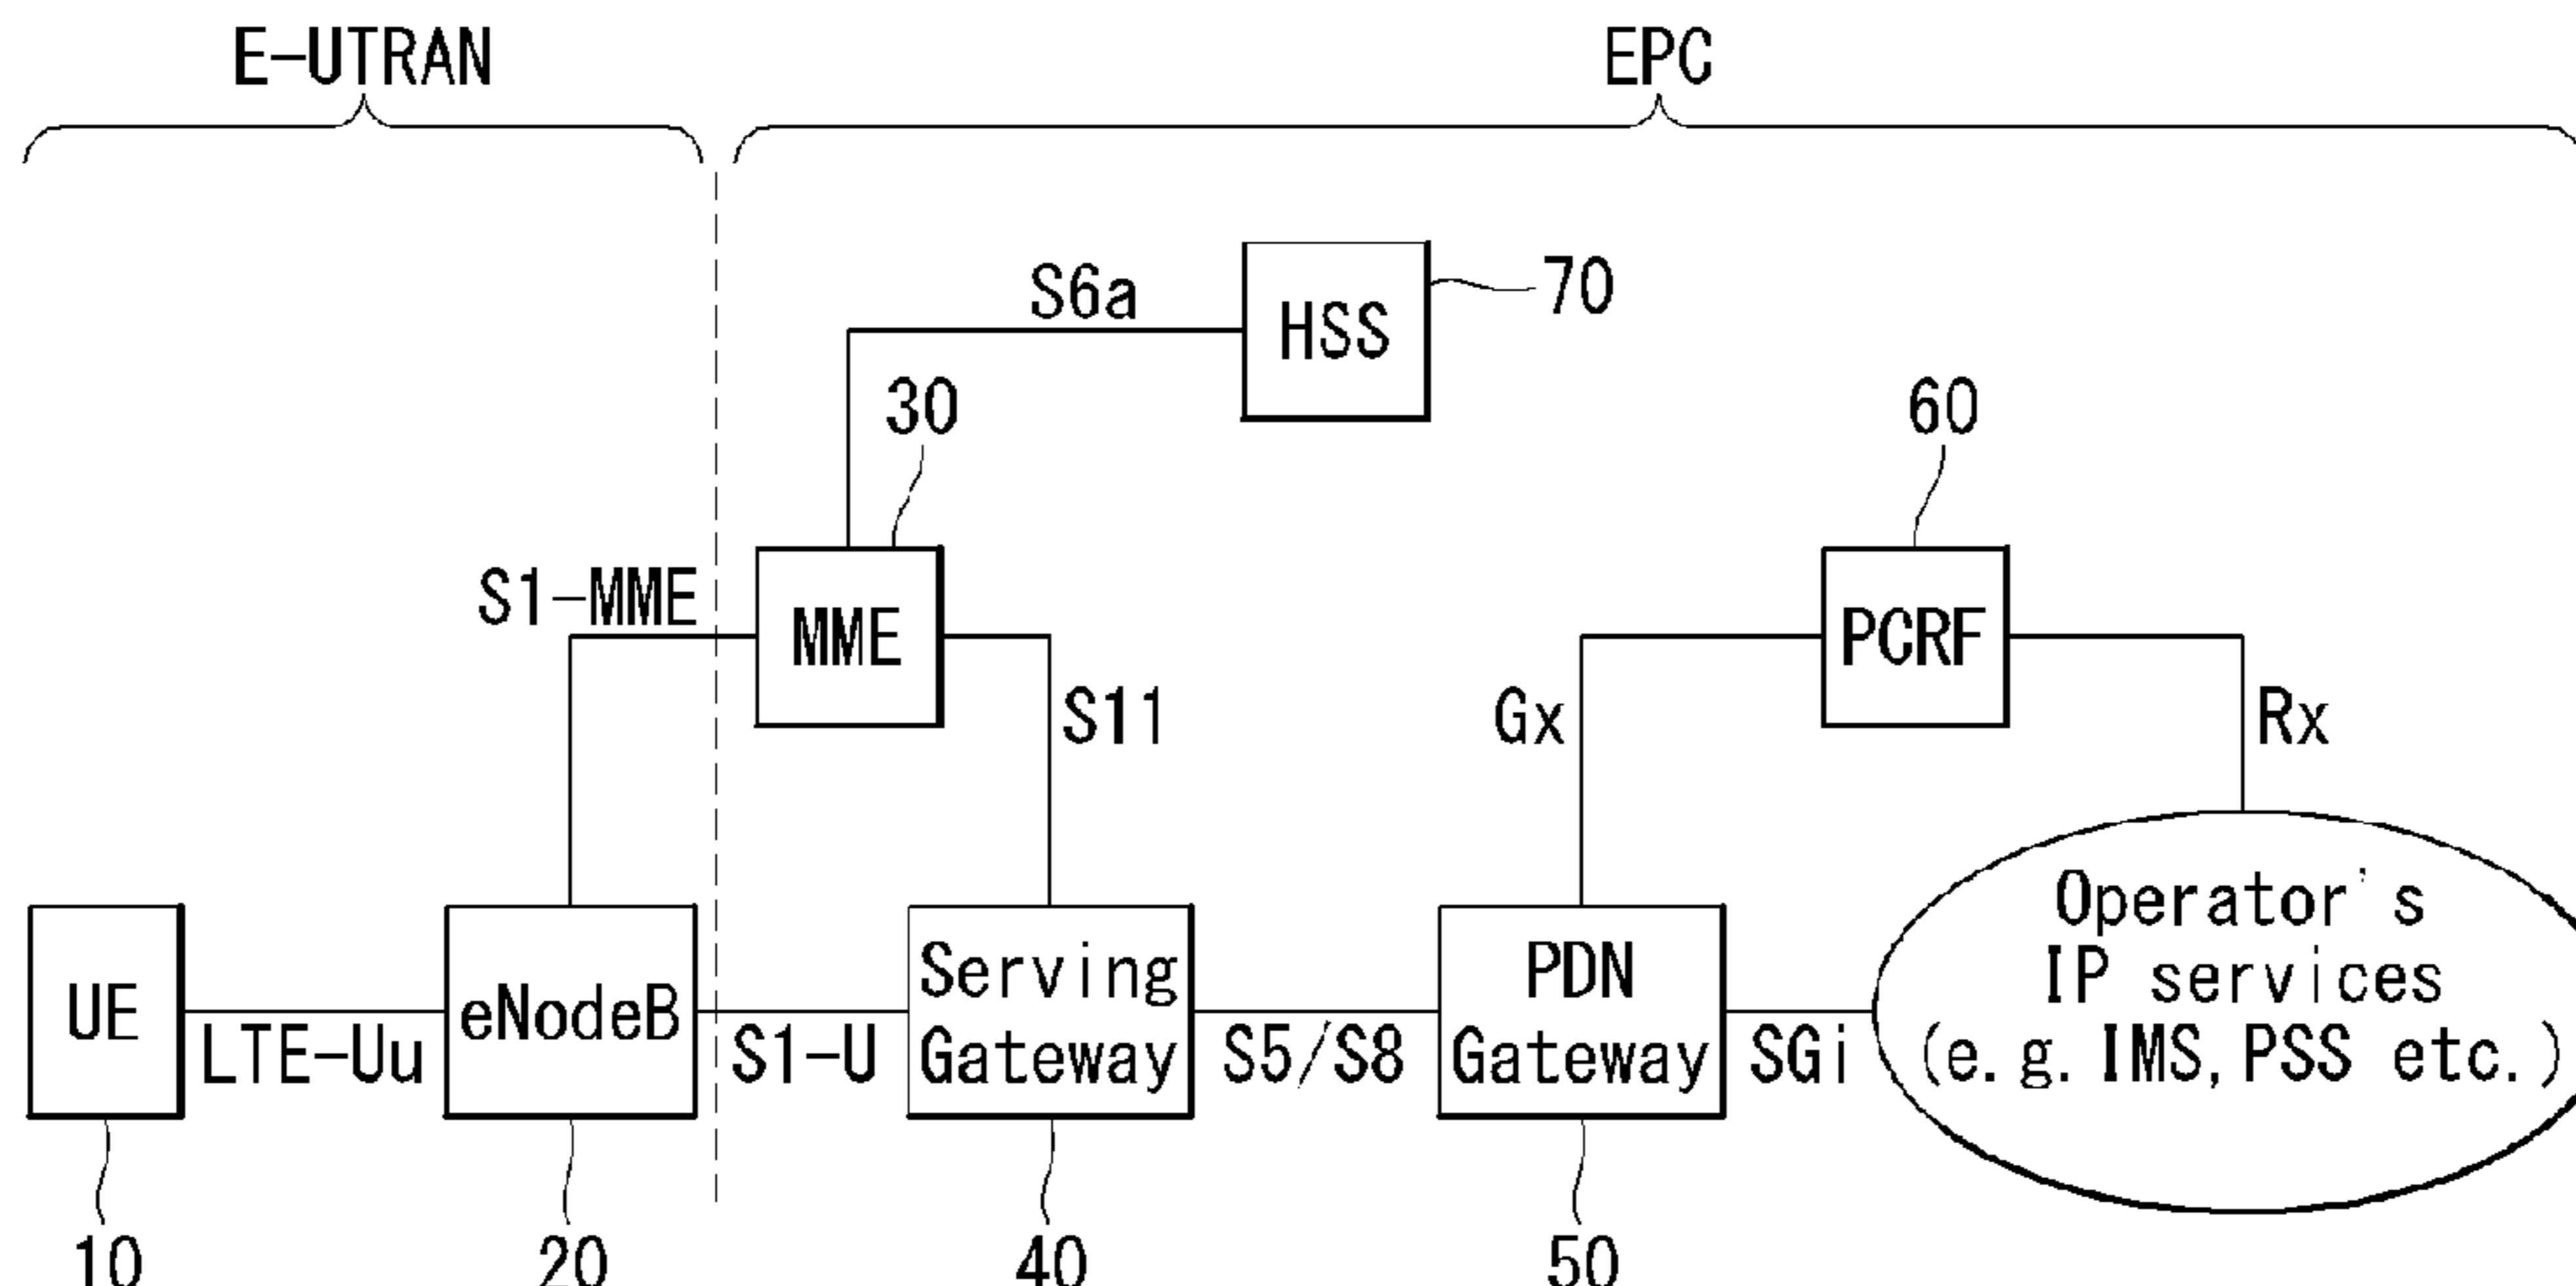 E-UTRAN
EPC
S6a
HSS
70
30
60
S1-MME
MME
S11
Gx
PCRF
Rx
UE
LTE-Uu
eNodeB
S1-U
Serving
Gateway
S5/S8
PDN
Gateway
SGi
Operator's
IP services
(e.g. IMS, PSS etc.)
10
20
40
50